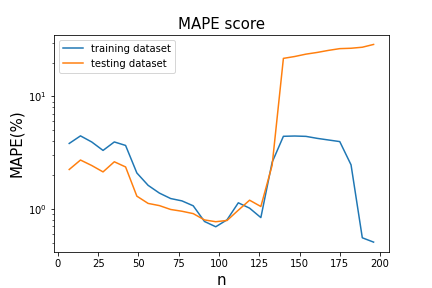 MAPE score
training dataset
testing dataset
MAPE(%)
10¹
10⁰
0 25 50 75 100 125 150 175 200
n